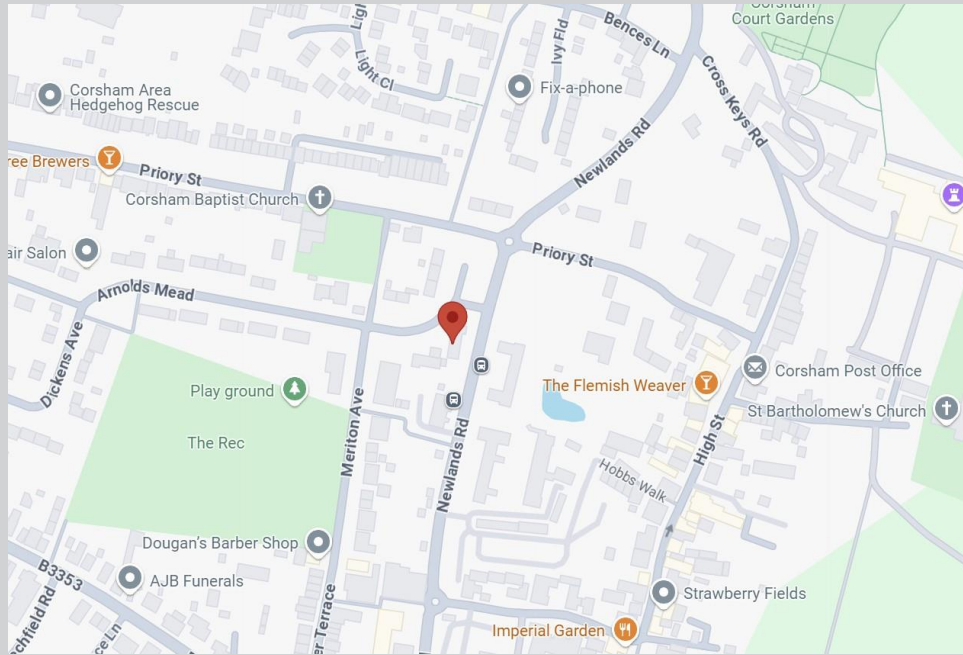 Corsham
Court Gardens
Bences Ln
Ivy Fld
Light Cl
Cross Keys Rd
Corsham Area
Hedgehog Rescue
Fix-a-phone
Newlands Rd
ree Brewers
Priory St
Corsham Baptist Church
air Salon
Priory St
Arnolds Mead
Dickens Ave
Play ground
The Flemish Weaver
Corsham Post Office
St Bartholomew's Church
The Rec
Meriton Ave
Newlands Rd
High St
Hobbs Walk
Dougan's Barber Shop
B3353
AJB Funerals
Strawberry Fields
Imperial Garden